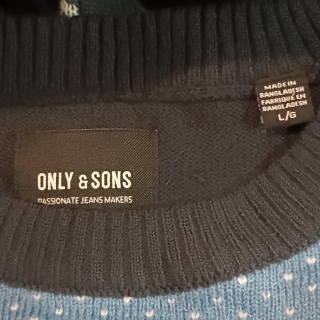 ONLY & SONS
PASSIONATE JEANS MAKERS
MADE IN
BANGLADESH
FABRIQUÉ EN
BANGLADESH
L/G